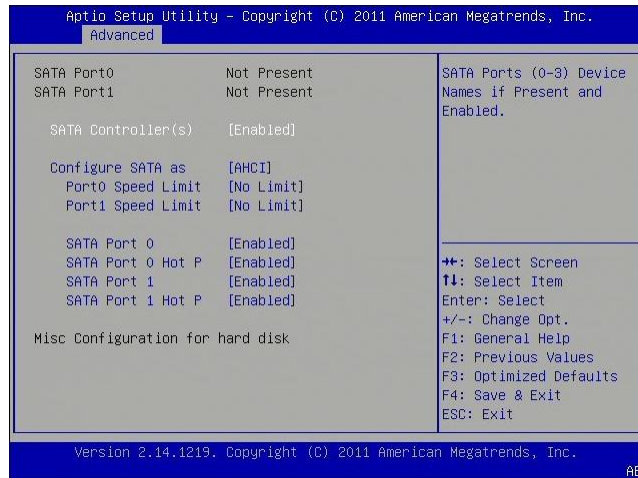 Aptio Setup Utility – Copyright (C) 2011 American Megatrends, Inc.
Advanced
SATA Port0 Not Present
SATA Port1 Not Present
SATA Controller(s) [Enabled]
Configure SATA as [AHCI]
Port0 Speed Limit [No Limit]
Port1 Speed Limit [No Limit]
SATA Port 0 [Enabled]
SATA Port 0 Hot P [Enabled]
SATA Port 1 [Enabled]
SATA Port 1 Hot P [Enabled]
Misc Configuration for hard disk
SATA Ports (0-3) Device
Names if Present and
Enabled.
→←: Select Screen
↑↓: Select Item
Enter: Select
+/-: Change Opt.
F1: General Help
F2: Previous Values
F3: Optimized Defaults
F4: Save & Exit
ESC: Exit
Version 2.14.1219. Copyright (C) 2011 American Megatrends, Inc.